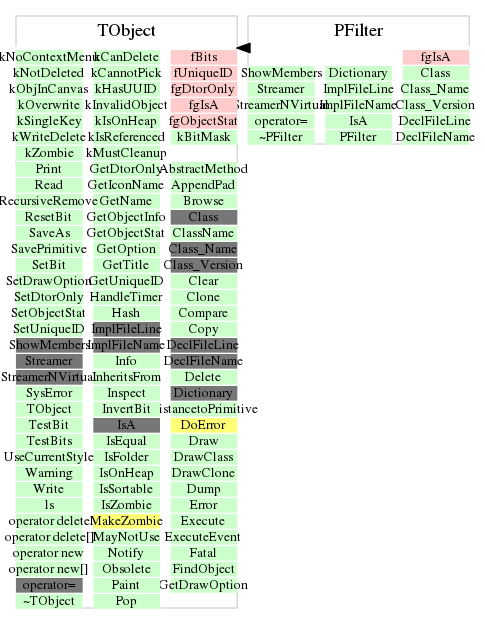 TObject
kNoContextMenu kCanDelete fBits
kNotDeleted kCannotPick fUniqueID
kObjInCanvas kHasUUID fgDtorOnly
kOverwrite kInvalidObject fgIsA
kSingleKey kIsOnHeap fgObjectStat
kWriteDelete kIsReferenced kBitMask
kZombie kMustCleanup
Print GetDtorOnly AbstractMethod
Read GetIconName AppendPad
RecursiveRemove GetName Browse
ResetBit GetObjectInfo Class
SaveAs GetObjectStat ClassName
SavePrimitive GetOption Class_Name
SetBit GetTitle Class_Version
SetDrawOption GetUniqueID Clear
SetDtorOnly HandleTimer Clone
SetObjectStat Hash Compare
SetUniqueID ImplFileLine Copy
ShowMembers ImplFileName DeclFileLine
Streamer Info DeclFileName
StreamerNVirtua InheritsFrom Delete
SysError Inspect Dictionary
TObject InvertBit istancetoPrimitive
TestBit IsA DoError
TestBits IsEqual Draw
UseCurrentStyle IsFolder DrawClass
Warning IsOnHeap DrawClone
Write IsSortable Dump
ls IsZombie Error
operator delete MakeZombie Execute
operator delete[] MayNotUse ExecuteEvent
operator new Notify Fatal
operator new[] Obsolete FindObject
operator= Paint GetDrawOption
~TObject Pop
PFilter
fgIsA
ShowMembers Dictionary Class
Streamer ImplFileLine Class_Name
StreamerNVirtual ImplFileName Class_Version
operator= IsA DeclFileLine
~PFilter PFilter DeclFileName